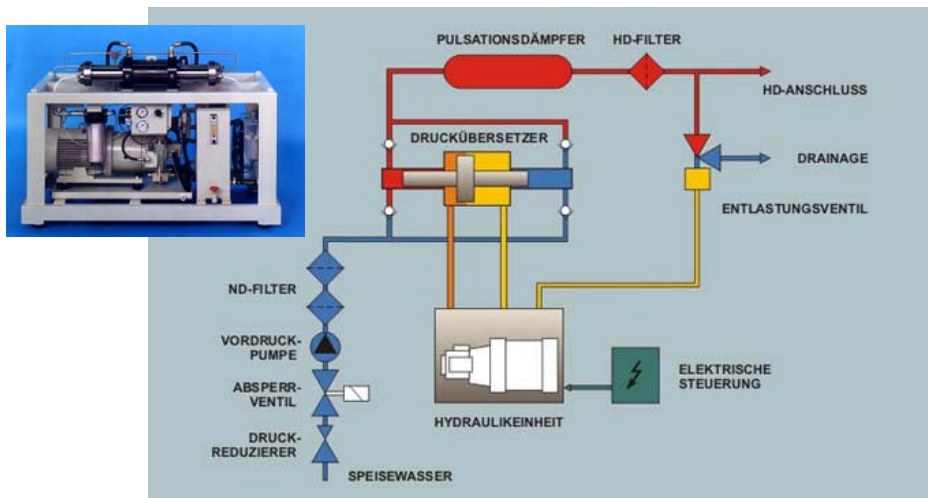 PULSATIONSDÄMPFER
HD-FILTER
HD-ANSCHLUSS
DRUCKÜBERSETZER
DRAINAGE
ENTLASTUNGSVENTIL
ND-FILTER
VORDRUCK-
PUMPE
ABSPERR-
VENTIL
DRUCK-
REDUZIERER
SPEISEWASSER
HYDRAULIKEINHEIT
ELEKTRISCHE
STEUERUNG